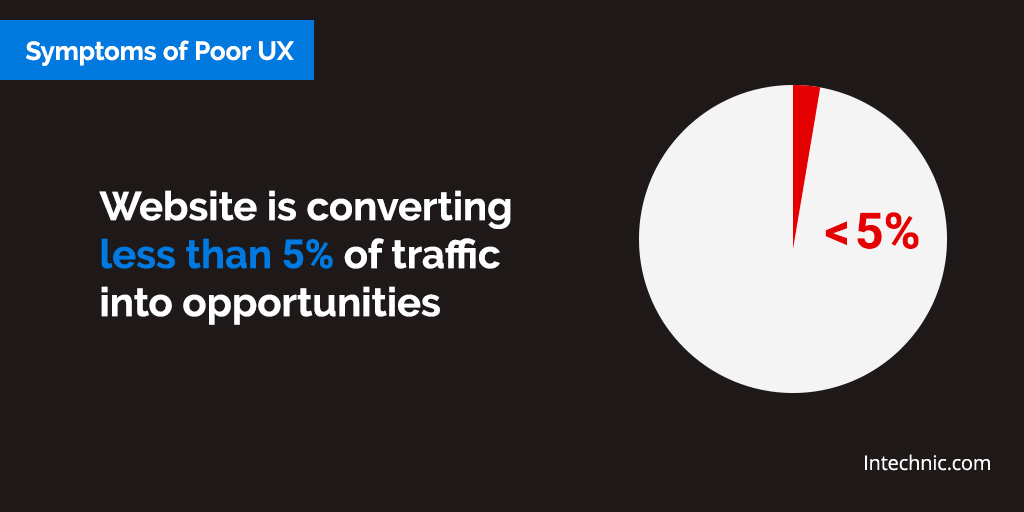 Symptoms of Poor UX
Website is converting
less than 5% of traffic
into opportunities
<5%
Intechnic.com